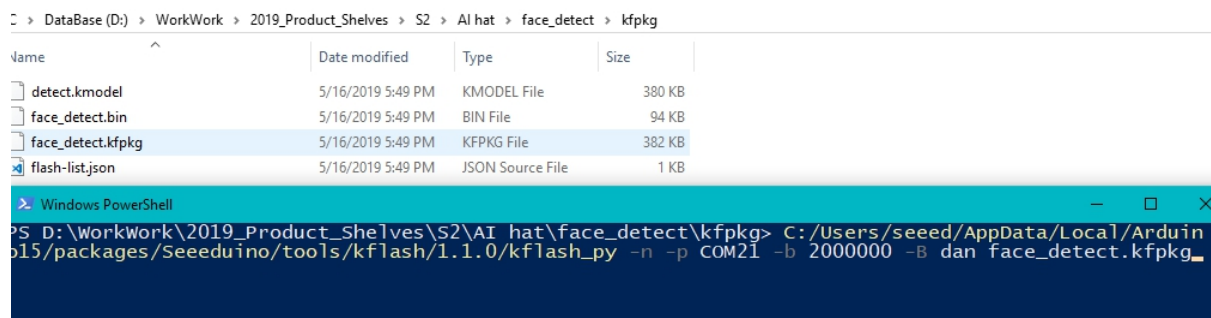 C > DataBase (D:) > WorkWork > 2019_Product_Shelves > S2 > AI hat > face_detect > kfpkg
Name Date modified Type Size
detect.kmodel 5/16/2019 5:49 PM KMODEL File 380 KB
face_detect.bin 5/16/2019 5:49 PM BIN File 94 KB
face_detect.kfpkg 5/16/2019 5:49 PM KFPKG File 382 KB
flash-list.json 5/16/2019 5:49 PM JSON Source File 1 KB
Windows PowerShell
PS D:\WorkWork\2019_Product_Shelves\S2\AI hat\face_detect\kfpkg> C:/Users/seeed/AppData/Local/Arduin
o15/packages/Seeeduino/tools/kflash/1.1.0/kflash_py -n -p COM21 -b 2000000 -B dan face_detect.kfpkg